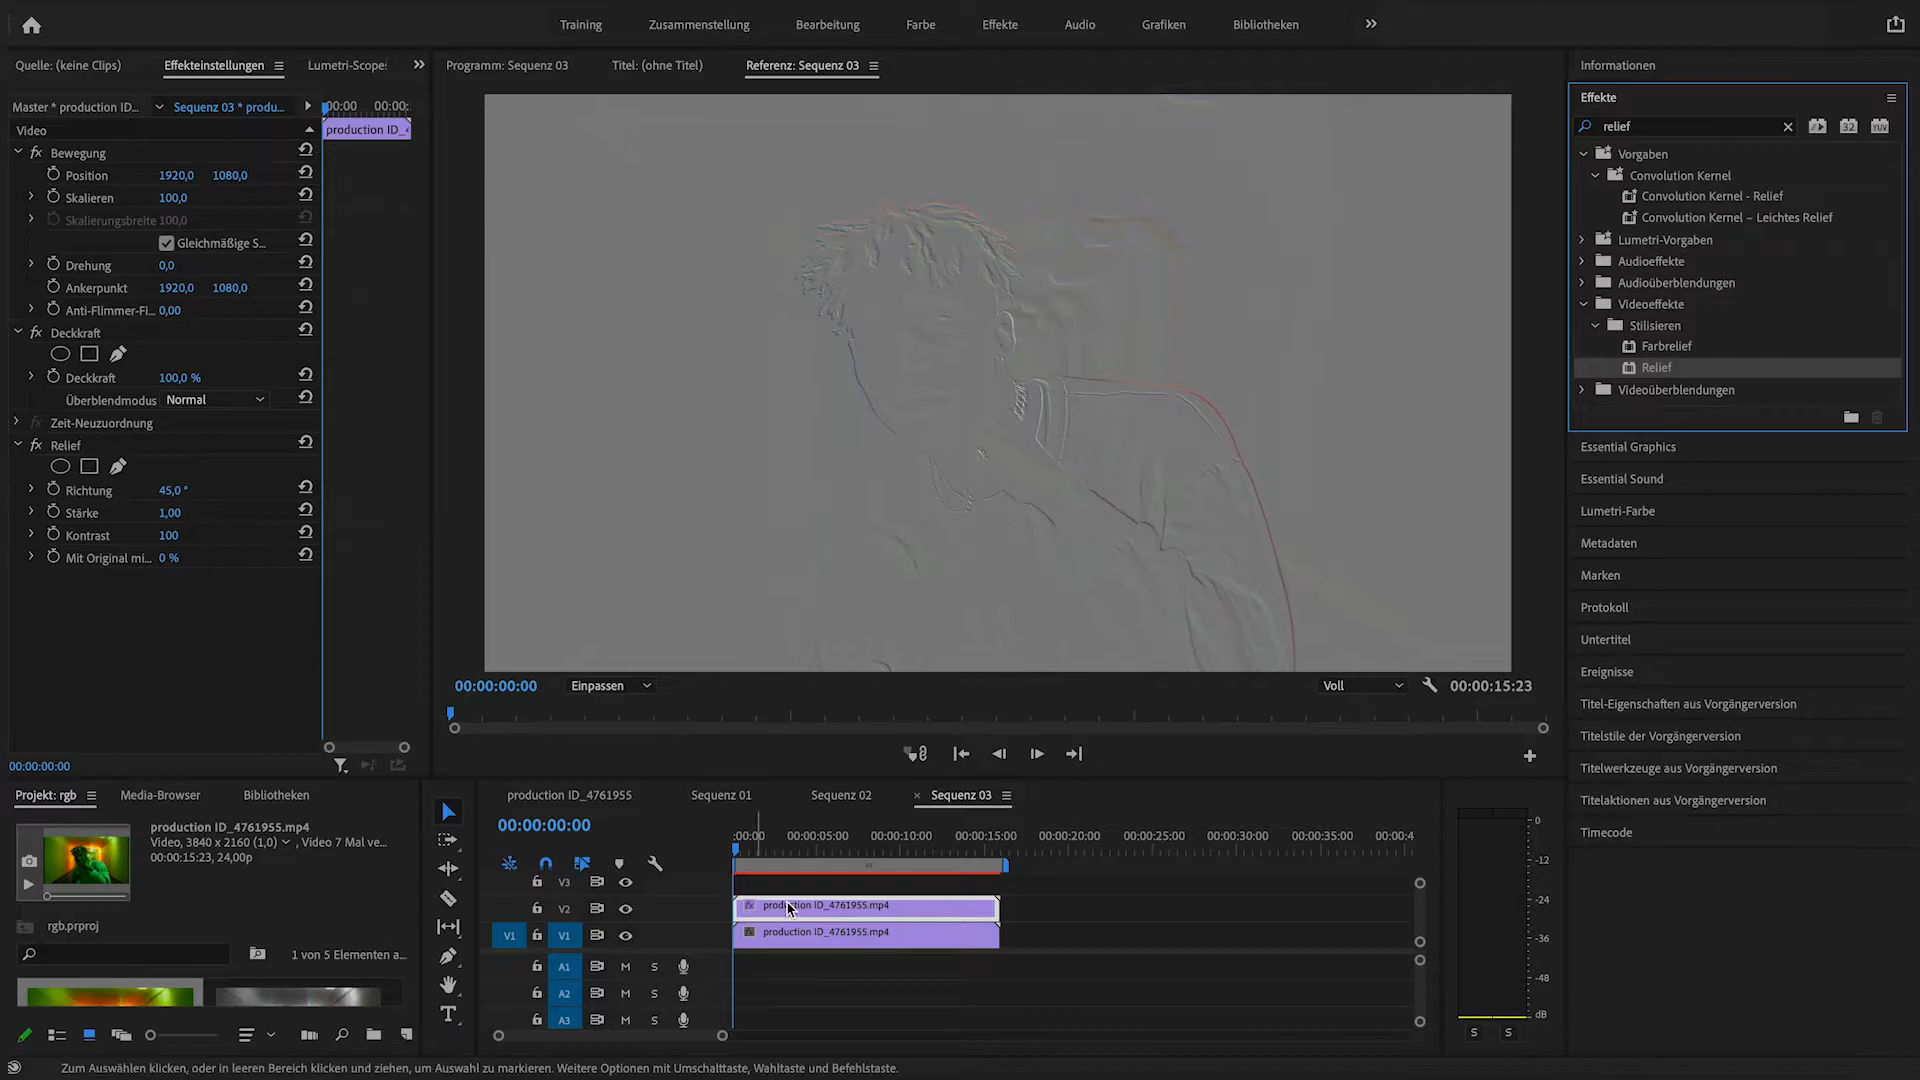 Training Zusammenstellung Bearbeitung Farbe Effekte Audio Grafiken Bibliotheken
Quelle: (keine Clips) Effekteinstellungen Lumetri-Scope:
Programm: Sequenz 03 Titel: (ohne Titel) Referenz: Sequenz 03
Informationen
Master * production ID... Sequenz 03 * produ... 00:00 00:00:
Video production ID_4
Bewegung
Position 1920,0 1080,0
Skalieren 100,0
Skalierungsbreite 100,0
Gleichmäßige S...
Drehung 0,0
Ankerpunkt 1920,0 1080,0
Anti-Flimmer-Fi... 0,00
Deckkraft
Deckkraft 100,0 %
Überblendmodus Normal
Zeit-Neuzuordnung
Relief
Richtung 45,0 °
Stärke 1,00
Kontrast 100
Mit Original mi... 0 %
00:00:00:00
00:00:00:00 Einpassen Voll 00:00:15:23
Effekte
relief 32 YUV
Vorgaben
Convolution Kernel
Convolution Kernel - Relief
Convolution Kernel – Leichtes Relief
Lumetri-Vorgaben
Audioeffekte
Audioüberblendungen
Videoeffekte
Stilisieren
Farbrelief
Relief
Videoüberblendungen
Essential Graphics
Essential Sound
Lumetri-Farbe
Metadaten
Marken
Protokoll
Untertitel
Ereignisse
Titel-Eigenschaften aus Vorgängerversion
Titelstile der Vorgängerversion
Titelwerkzeuge aus Vorgängerversion
Titelaktionen aus Vorgängerversion
Timecode
Projekt: rgb Media-Browser Bibliotheken
production ID_4761955.mp4
Video, 3840 x 2160 (1,0) , Video 7 Mal ve...
00:00:15:23, 24,00p
rgb.prproj
1 von 5 Elementen a...
production ID_4761955 Sequenz 01 Sequenz 02 × Sequenz 03
00:00:00:00
:00:00 00:00:05:00 00:00:10:00 00:00:15:00 00:00:20:00 00:00:25:00 00:00:30:00 00:00:35:00 00:00:4
V3
V2 production ID_4761955.mp4
V1 V1 production ID_4761955.mp4
A1 M S
A2 M S
A3 M S
0
-12
-24
-36
-48
dB
S S
Zum Auswählen klicken, oder in leeren Bereich klicken und ziehen, um Auswahl zu markieren. Weitere Optionen mit Umschalttaste, Wahltaste und Befehlstaste.